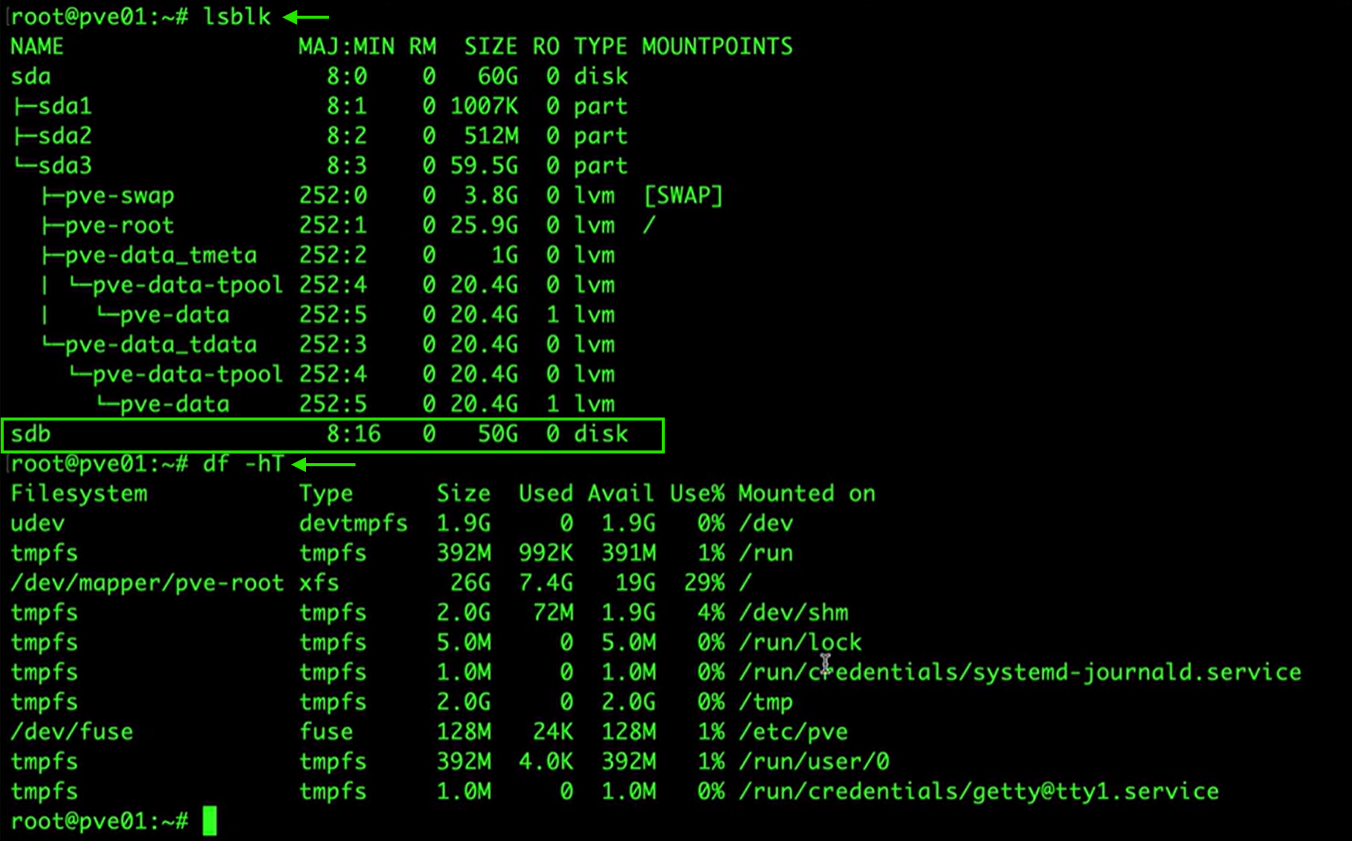 root@pve01:~# lsblk
NAME                 MAJ:MIN RM   SIZE RO TYPE MOUNTPOINTS
sda                    8:0    0    60G  0 disk
├─sda1                 8:1    0  1007K  0 part
├─sda2                 8:2    0   512M  0 part
└─sda3                 8:3    0  59.5G  0 part
  ├─pve-swap         252:0    0   3.8G  0 lvm  [SWAP]
  ├─pve-root         252:1    0  25.9G  0 lvm  /
  ├─pve-data_tmeta   252:2    0     1G  0 lvm
  | └─pve-data-tpool 252:4    0  20.4G  0 lvm
  |   └─pve-data     252:5    0  20.4G  1 lvm
  └─pve-data_tdata   252:3    0  20.4G  0 lvm
    └─pve-data-tpool 252:4    0  20.4G  0 lvm
      └─pve-data     252:5    0  20.4G  1 lvm
sdb                    8:16   0    50G  0 disk
root@pve01:~# df -hT
Filesystem           Type      Size  Used Avail Use% Mounted on
udev                 devtmpfs  1.9G     0  1.9G   0% /dev
tmpfs                tmpfs     392M  992K  391M   1% /run
/dev/mapper/pve-root xfs        26G  7.4G   19G  29% /
tmpfs                tmpfs     2.0G   72M  1.9G   4% /dev/shm
tmpfs                tmpfs     5.0M     0  5.0M   0% /run/lock
tmpfs                tmpfs     1.0M     0  1.0M   0% /run/credentials/systemd-journald.service
tmpfs                tmpfs     2.0G     0  2.0G   0% /tmp
/dev/fuse            fuse      128M   24K  128M   1% /etc/pve
tmpfs                tmpfs     392M  4.0K  392M   1% /run/user/0
tmpfs                tmpfs     1.0M     0  1.0M   0% /run/credentials/getty@tty1.service
root@pve01:~#